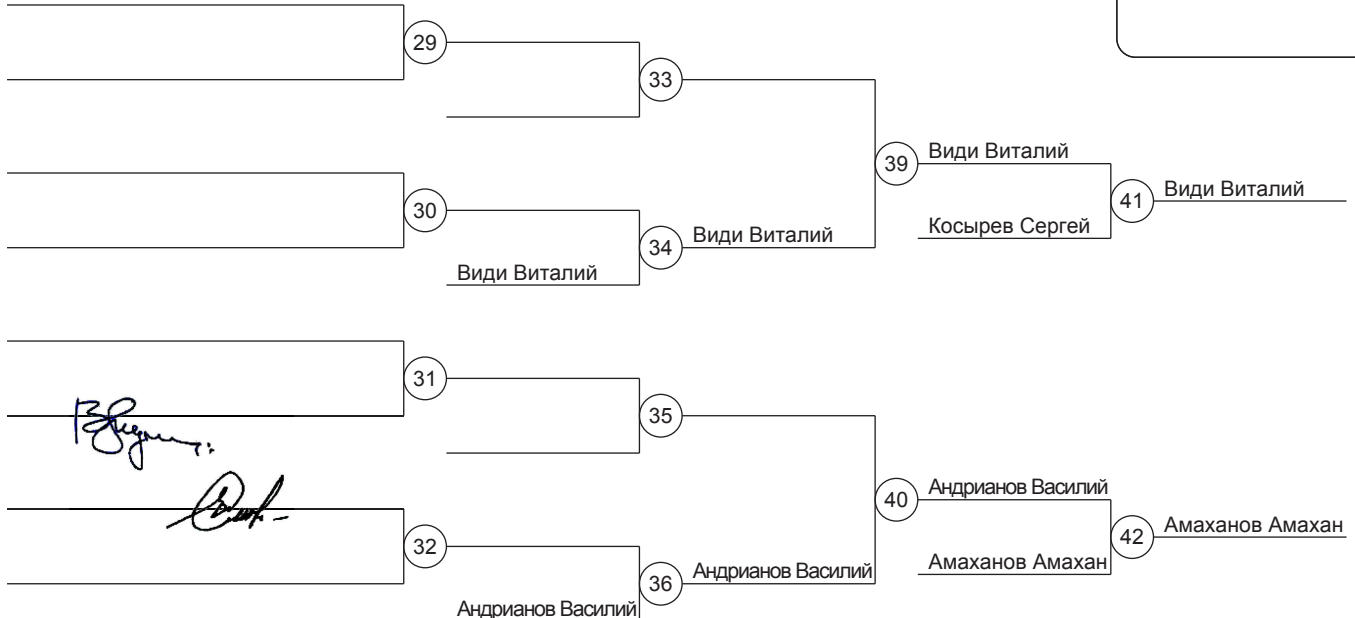 29
33
39
Види Виталий
41
Види Виталий
30
34
Види Виталий
Косырев Сергей
Види Виталий
31
35
40
Андрианов Василий
42
Амаханов Амахан
32
36
Андрианов Василий
Амаханов Амахан
Андрианов Василий